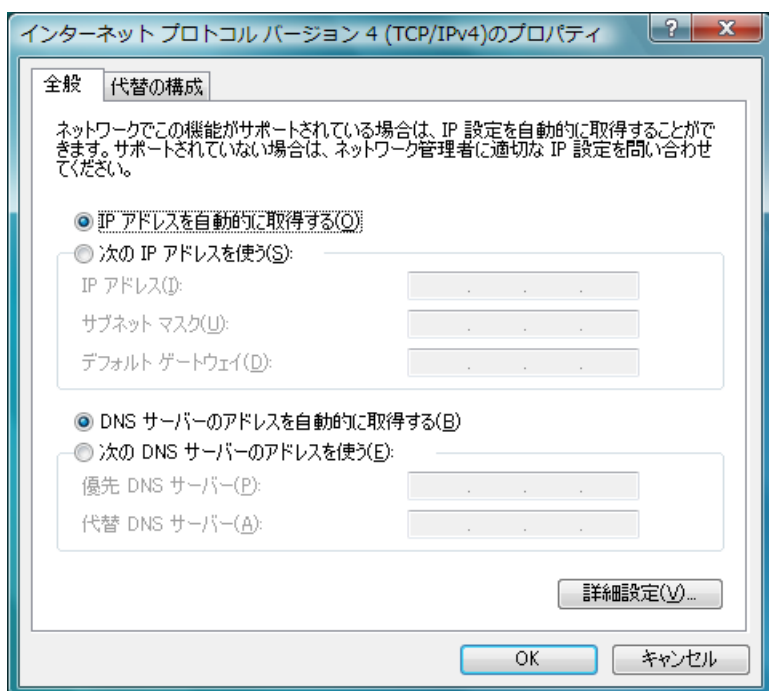 インターネット プロトコル バージョン 4 (TCP/IPv4)のプロパティ
全般
代替の構成
ネットワークでこの機能がサポートされている場合は、IP 設定を自動的に取得することがで
きます。サポートされていない場合は、ネットワーク管理者に適切な IP 設定を問い合わせ
てください。
IP アドレスを自動的に取得する(O)
次の IP アドレスを使う(S):
IP アドレス(I):
サブネット マスク(U):
デフォルト ゲートウェイ(D):
DNS サーバーのアドレスを自動的に取得する(B)
次の DNS サーバーのアドレスを使う(E):
優先 DNS サーバー(P):
代替 DNS サーバー(A):
詳細設定(V)...
OK
キャンセル